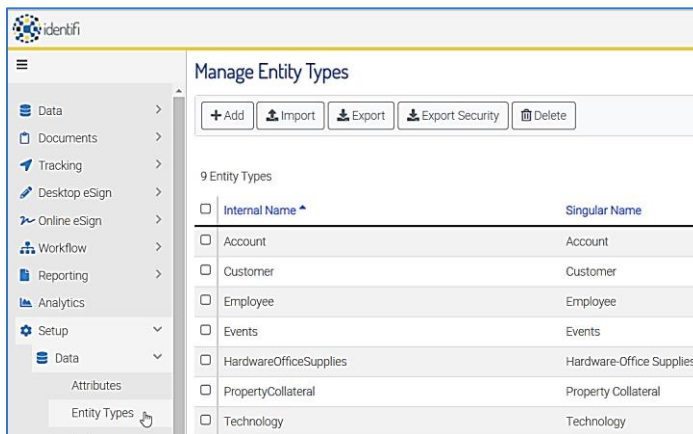 identifi
Manage Entity Types
Add Import Export Export Security Delete
9 Entity Types
Internal Name Singular Name
Account Account
Customer Customer
Employee Employee
Events Events
HardwareOfficeSupplies Hardware-Office Supplies
PropertyCollateral Property Collateral
Technology Technology
Data
Documents
Tracking
Desktop eSign
Online eSign
Workflow
Reporting
Analytics
Setup
Data
Attributes
Entity Types